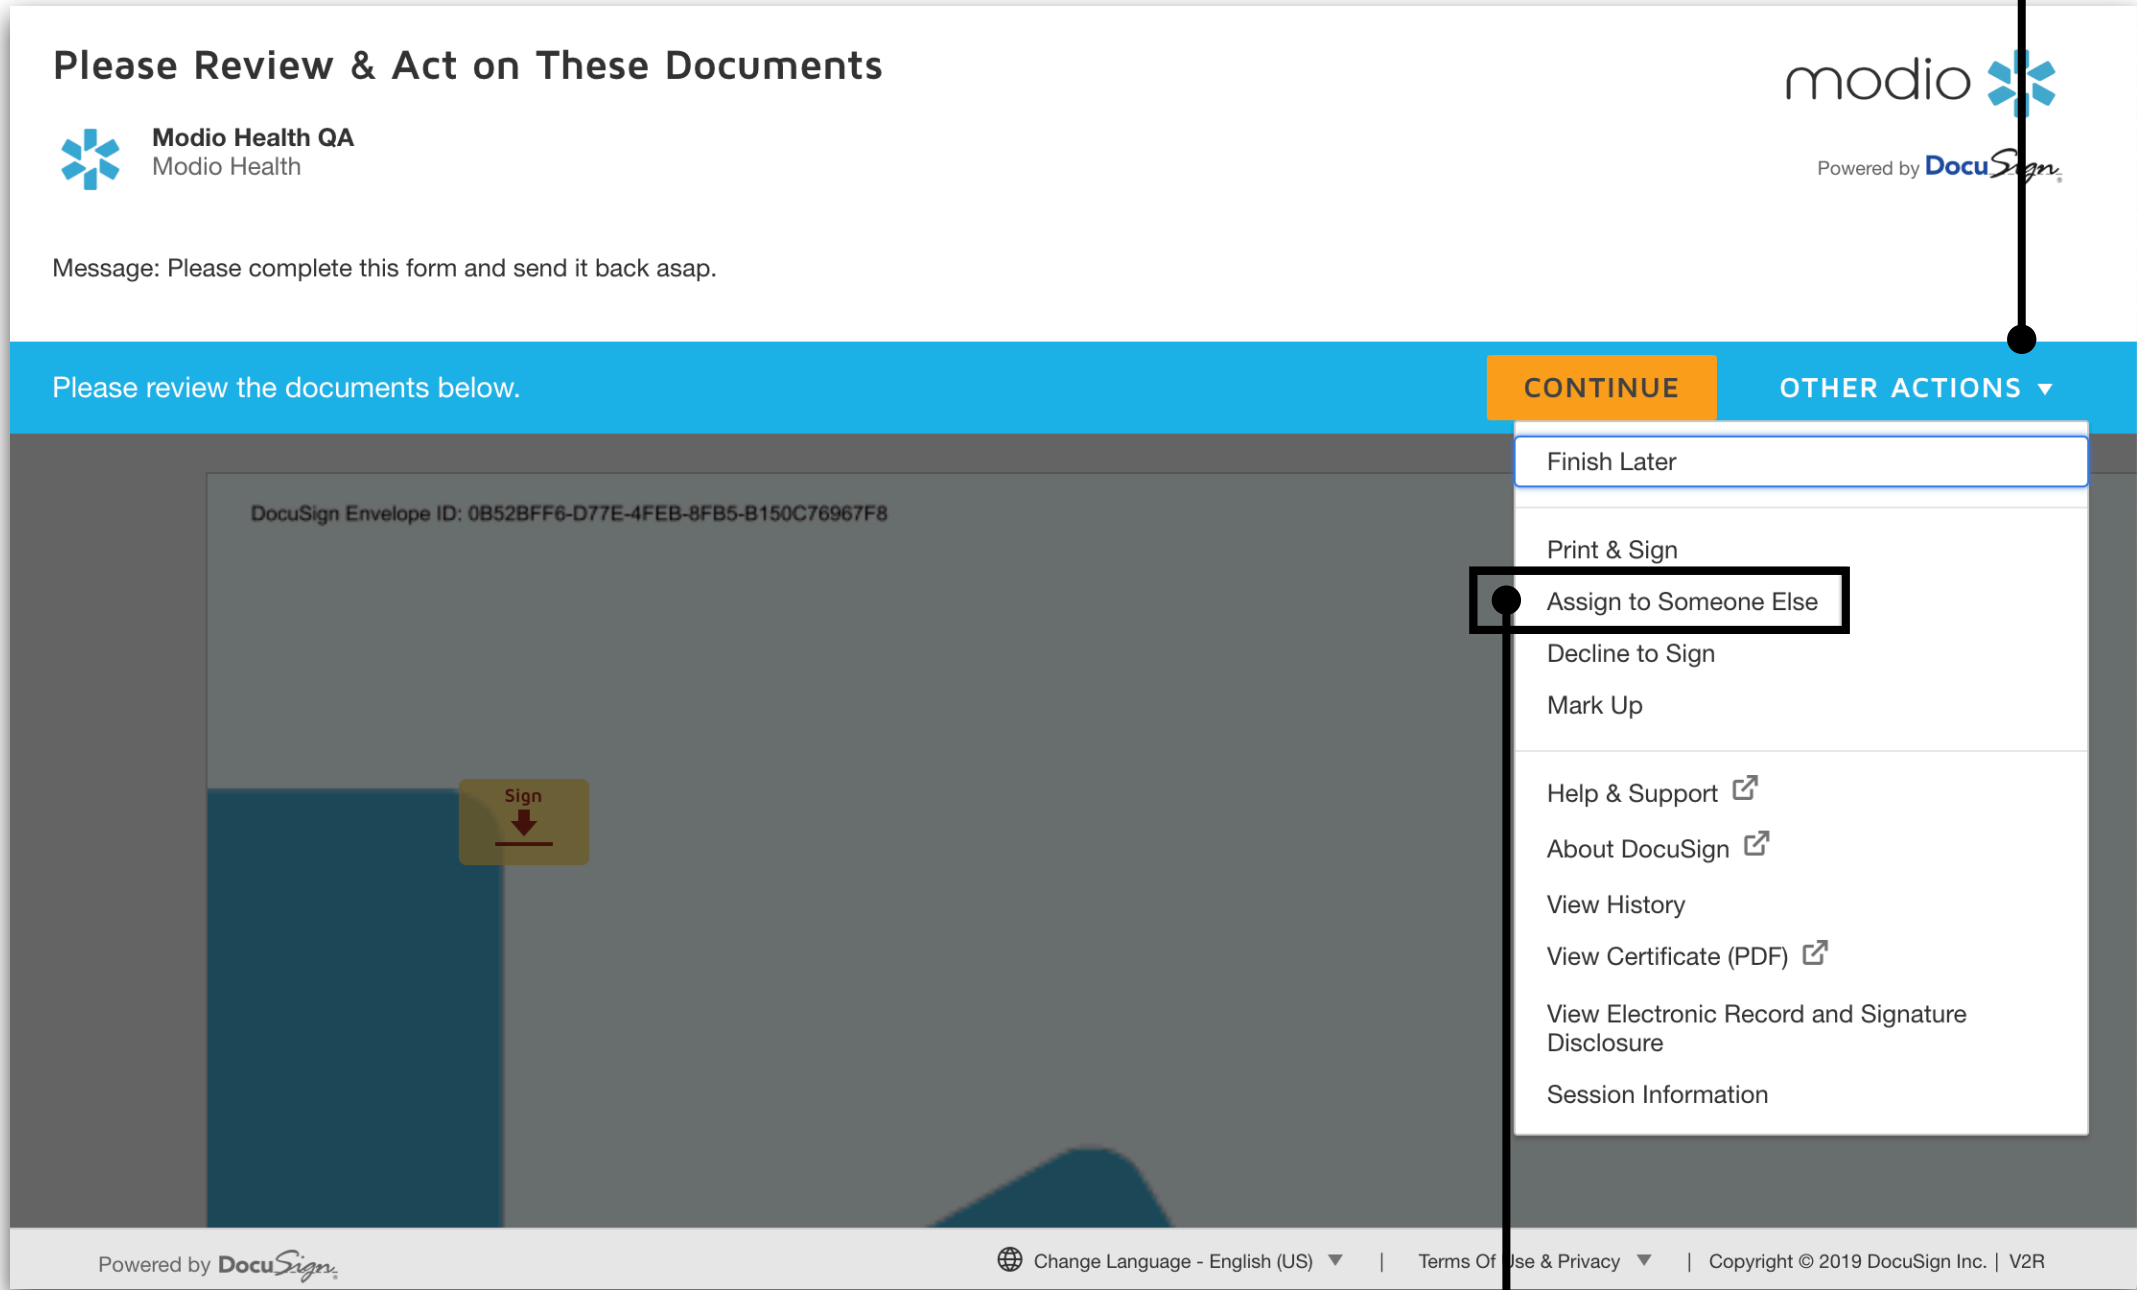 Please Review & Act on These Documents
modio
Modio Health QA
Modio Health
Powered by DocuSign
Message: Please complete this form and send it back asap.
Please review the documents below.
CONTINUE
OTHER ACTIONS
Finish Later
DocuSign Envelope ID: 0B52BFF6-D77E-4FEB-8FB5-B150C76967F8
Print & Sign
Assign to Someone Else
Decline to Sign
Mark Up
Sign
Help & Support
About DocuSign
View History
View Certificate (PDF)
View Electronic Record and Signature
Disclosure
Session Information
Powered by DocuSign
Change Language - English (US) | Terms Of Use & Privacy | Copyright © 2019 DocuSign Inc. | V2R